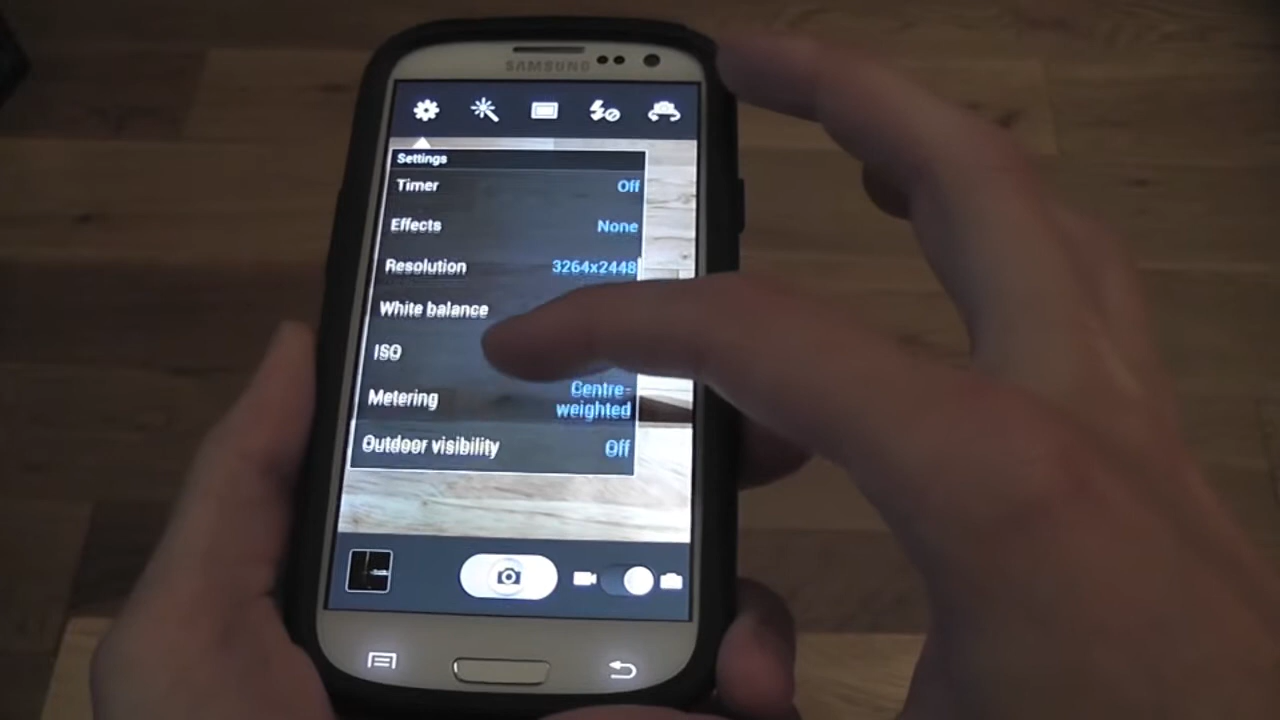 SAMSUNG
Settings
Timer Off
Effects None
Resolution 3264x2448
White balance
ISO
Metering Centre-
weighted
Outdoor visibility Off